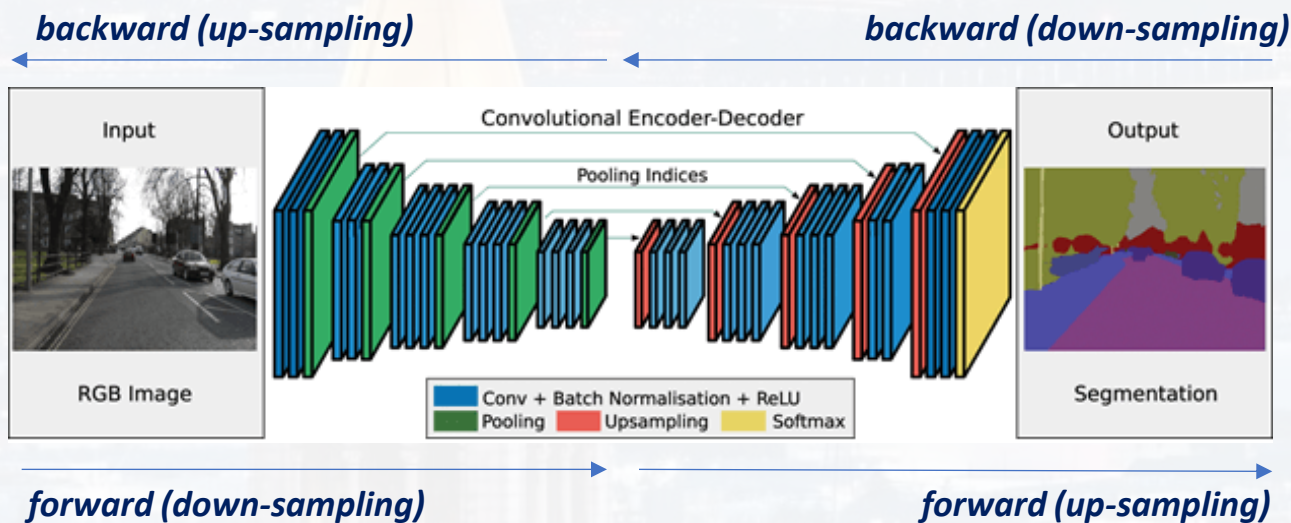 backward (up-sampling)
backward (down-sampling)
Input
Convolutional Encoder-Decoder
Output
Pooling Indices
RGB Image
Conv + Batch Normalisation + ReLU
Pooling Upsampling Softmax
Segmentation
forward (down-sampling)
forward (up-sampling)